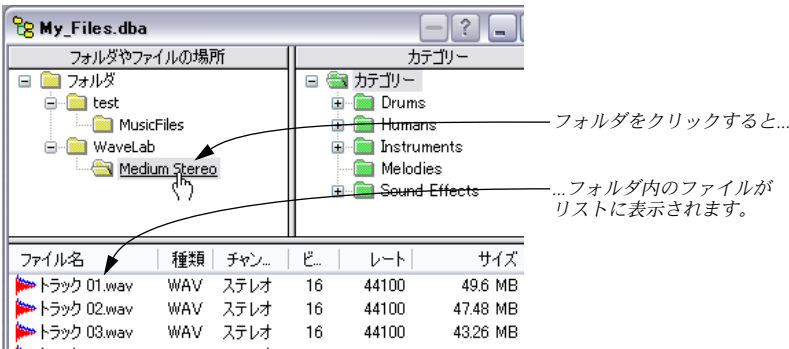 My_Files.dba
フォルダやファイルの場所
カテゴリー
フォルダ
test
MusicFiles
WaveLab
Medium Stereo
カテゴリー
Drums
Humans
Instruments
Melodies
Sound Effects
フォルダをクリックすると...
...フォルダ内のファイルが
リストに表示されます。
ファイル名 種類 チャン... ビ... レート サイズ
トラック 01.wav WAV ステレオ 16 44100 49.6 MB
トラック 02.wav WAV ステレオ 16 44100 47.48 MB
トラック 03.wav WAV ステレオ 16 44100 43.26 MB